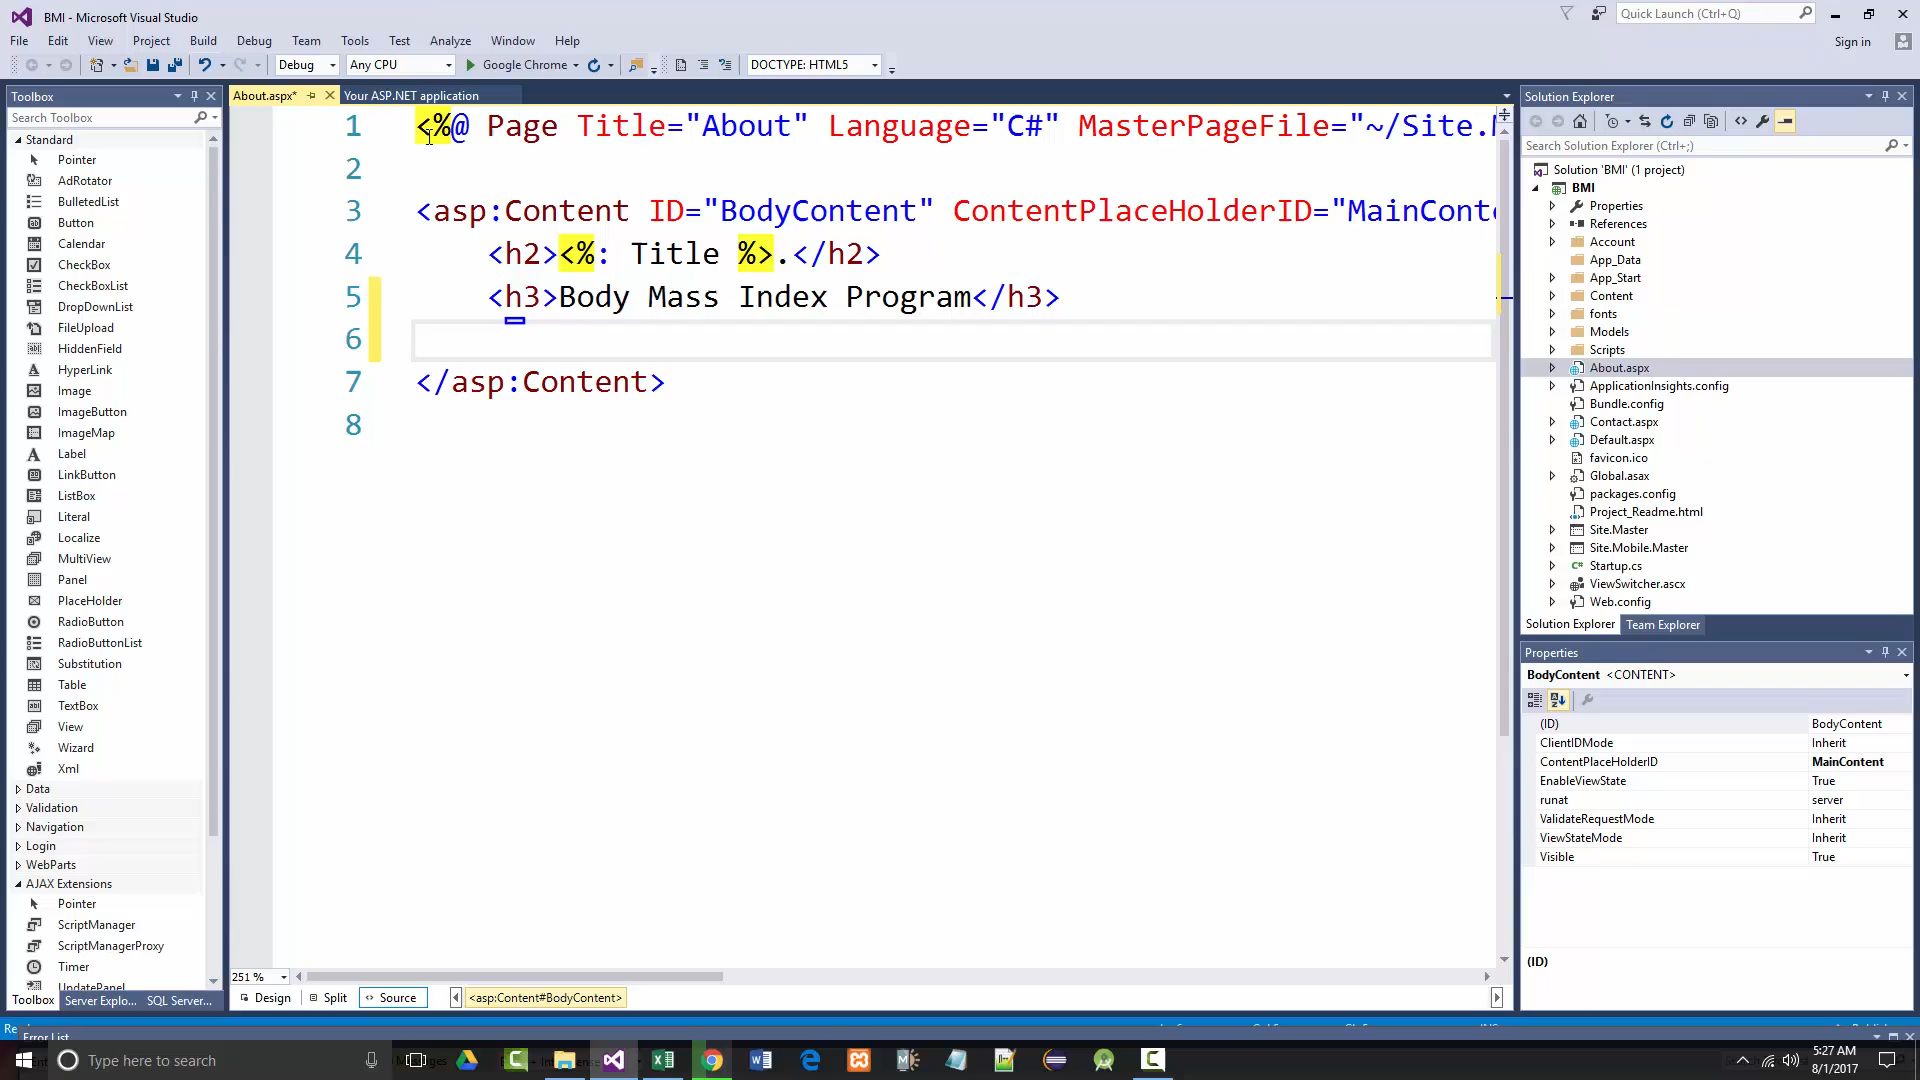 BMI - Microsoft Visual Studio
Quick Launch (Ctrl+Q)
File Edit View Project Build Debug Team Tools Test Analyze Window Help
Sign in
Debug Any CPU Google Chrome DOCTYPE: HTML5
Toolbox
Search Toolbox
Standard
Pointer
AdRotator
BulletedList
Button
Calendar
CheckBox
CheckBoxList
DropDownList
FileUpload
HiddenField
HyperLink
Image
ImageButton
ImageMap
Label
LinkButton
ListBox
Literal
Localize
MultiView
Panel
PlaceHolder
RadioButton
RadioButtonList
Substitution
Table
TextBox
View
Wizard
Xml
Data
Validation
Navigation
Login
WebParts
AJAX Extensions
Pointer
ScriptManager
ScriptManagerProxy
Timer
UpdatePanel
Toolbox Server Explo... SQL Server...
About.aspx* Your ASP.NET application
1 <%@ Page Title="About" Language="C#" MasterPageFile="~/Site.M
2
3 <asp:Content ID="BodyContent" ContentPlaceHolderID="MainConte
4 <h2><%: Title %>.</h2>
5 <h3>Body Mass Index Program</h3>
6
7 </asp:Content>
8
251 %
Design Split Source <asp:Content#BodyContent>
Solution Explorer
Search Solution Explorer (Ctrl+;)
Solution 'BMI' (1 project)
BMI
Properties
References
Account
App_Data
App_Start
Content
fonts
Models
Scripts
About.aspx
ApplicationInsights.config
Bundle.config
Contact.aspx
Default.aspx
favicon.ico
Global.asax
packages.config
Project_Readme.html
Site.Master
Site.Mobile.Master
Startup.cs
ViewSwitcher.ascx
Web.config
Solution Explorer Team Explorer
Properties
BodyContent <CONTENT>
(ID) BodyContent
ClientIDMode Inherit
ContentPlaceHolderID MainContent
EnableViewState True
runat server
ValidateRequestMode Inherit
ViewStateMode Inherit
Visible True
(ID)
Error List
Type here to search
5:27 AM
8/1/2017